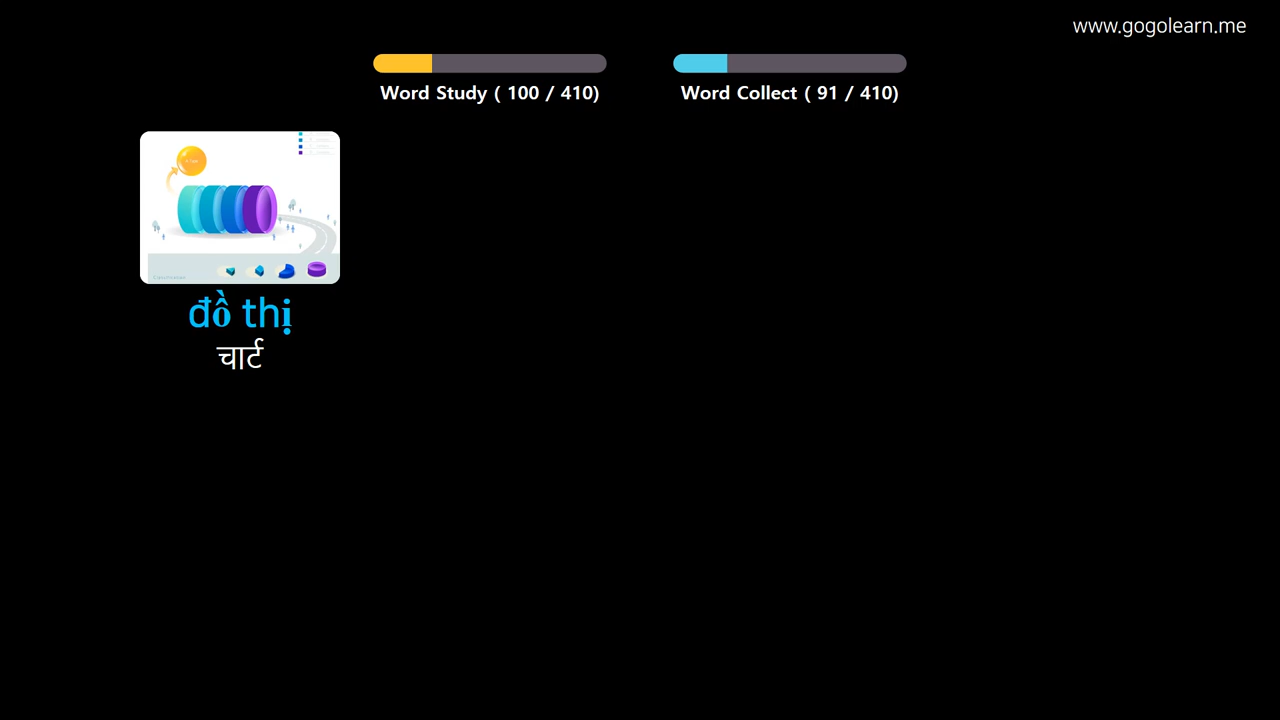 www.gogolearn.me
Word Study ( 100 / 410)
Word Collect ( 91 / 410)
đồ thị
चार्ट